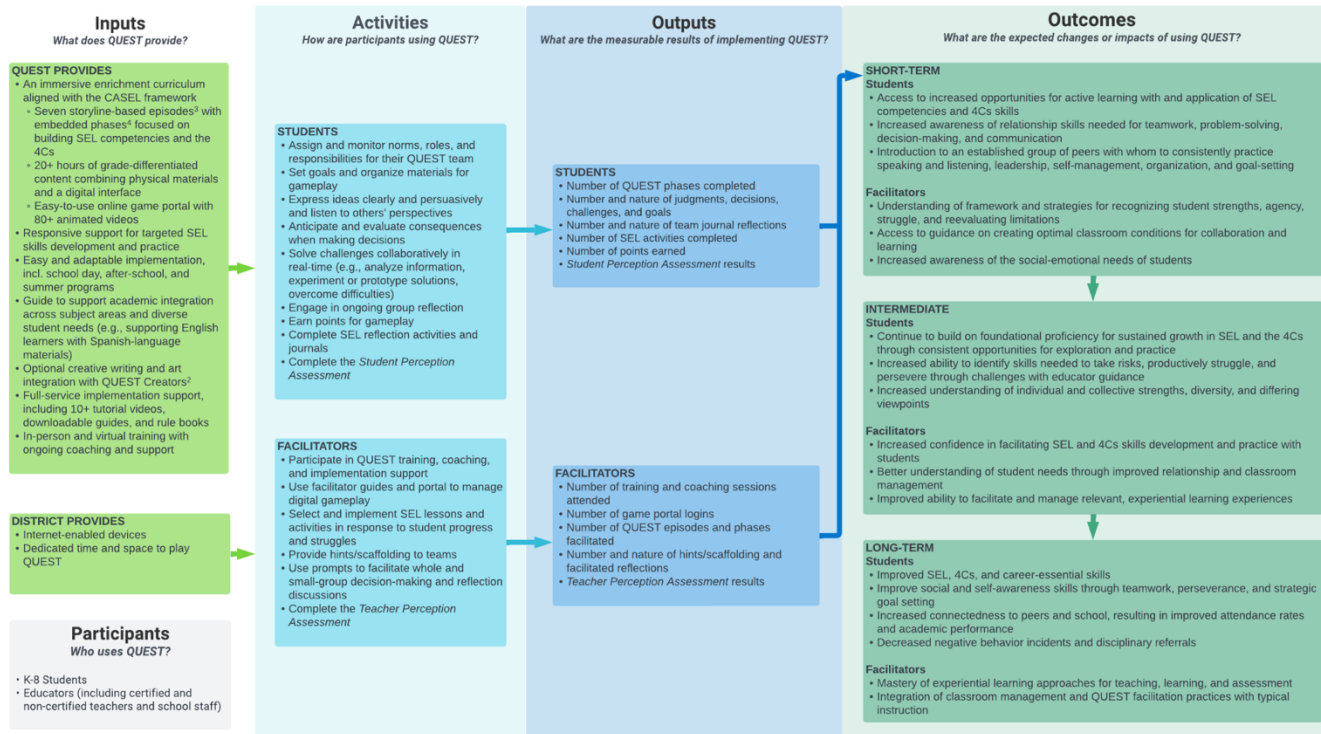 Inputs
What does QUEST provide?
QUEST PROVIDES
• An immersive enrichment curriculum
aligned with the CASEL framework
◦ Seven storyline-based episodes³ with
embedded phases⁴ focused on
building SEL competencies and the
4Cs
◦ 20+ hours of grade-differentiated
content combining physical materials
and a digital interface
◦ Easy-to-use online game portal with
80+ animated videos
• Responsive support for targeted SEL
skills development and practice
• Easy and adaptable implementation,
incl. school day, after-school, and
summer programs
• Guide to support academic integration
across subject areas and diverse
student needs (e.g., supporting English
learners with Spanish-language
materials)
• Optional creative writing and art
integration with QUEST Creators²
• Full-service implementation support,
including 10+ tutorial videos,
downloadable guides, and rule books
• In-person and virtual training with
ongoing coaching and support
DISTRICT PROVIDES
• Internet-enabled devices
• Dedicated time and space to play
QUEST
Participants
Who uses QUEST?
• K-8 Students
• Educators (including certified and
non-certified teachers and school staff)
Activities
How are participants using QUEST?
STUDENTS
• Assign and monitor norms, roles, and
responsibilities for their QUEST team
• Set goals and organize materials for
gameplay
• Express ideas clearly and persuasively
and listen to others' perspectives
• Anticipate and evaluate consequences
when making decisions
• Solve challenges collaboratively in
real-time (e.g., analyze information,
experiment or prototype solutions,
overcome difficulties)
• Engage in ongoing group reflection
• Earn points for gameplay
• Complete SEL reflection activities and
journals
• Complete the Student Perception
Assessment
FACILITATORS
• Participate in QUEST training, coaching,
and implementation support
• Use facilitator guides and portal to manage
digital gameplay
• Select and implement SEL lessons and
activities in response to student progress
and struggles
• Provide hints/scaffolding to teams
• Use prompts to facilitate whole and
small-group decision-making and reflection
discussions
• Complete the Teacher Perception
Assessment
Outputs
What are the measurable results of implementing QUEST?
STUDENTS
• Number of QUEST phases completed
• Number and nature of judgments, decisions,
challenges, and goals
• Number and nature of team journal reflections
• Number of SEL activities completed
• Number of points earned
• Student Perception Assessment results
FACILITATORS
• Number of training and coaching sessions
attended
• Number of game portal logins
• Number of QUEST episodes and phases
facilitated
• Number and nature of hints/scaffolding and
facilitated reflections
• Teacher Perception Assessment results
Outcomes
What are the expected changes or impacts of using QUEST?
SHORT-TERM
Students
• Access to increased opportunities for active learning with and application of SEL
competencies and 4Cs skills
• Increased awareness of relationship skills needed for teamwork, problem-solving,
decision-making, and communication
• Introduction to an established group of peers with whom to consistently practice
speaking and listening, leadership, self-management, organization, and goal-setting
Facilitators
• Understanding of framework and strategies for recognizing student strengths, agency,
struggle, and reevaluating limitations
• Access to guidance on creating optimal classroom conditions for collaboration and
learning
• Increased awareness of the social-emotional needs of students
INTERMEDIATE
Students
• Continue to build on foundational proficiency for sustained growth in SEL and the 4Cs
through consistent opportunities for exploration and practice
• Increased ability to identify skills needed to take risks, productively struggle, and
persevere through challenges with educator guidance
• Increased understanding of individual and collective strengths, diversity, and differing
viewpoints
Facilitators
• Increased confidence in facilitating SEL and 4Cs skills development and practice with
students
• Better understanding of student needs through improved relationship and classroom
management
• Improved ability to facilitate and manage relevant, experiential learning experiences
LONG-TERM
Students
• Improved SEL, 4Cs, and career-essential skills
• Improve social and self-awareness skills through teamwork, perseverance, and strategic
goal setting
• Increased connectedness to peers and school, resulting in improved attendance rates
and academic performance
• Decreased negative behavior incidents and disciplinary referrals
Facilitators
• Mastery of experiential learning approaches for teaching, learning, and assessment
• Integration of classroom management and QUEST facilitation practices with typical
instruction